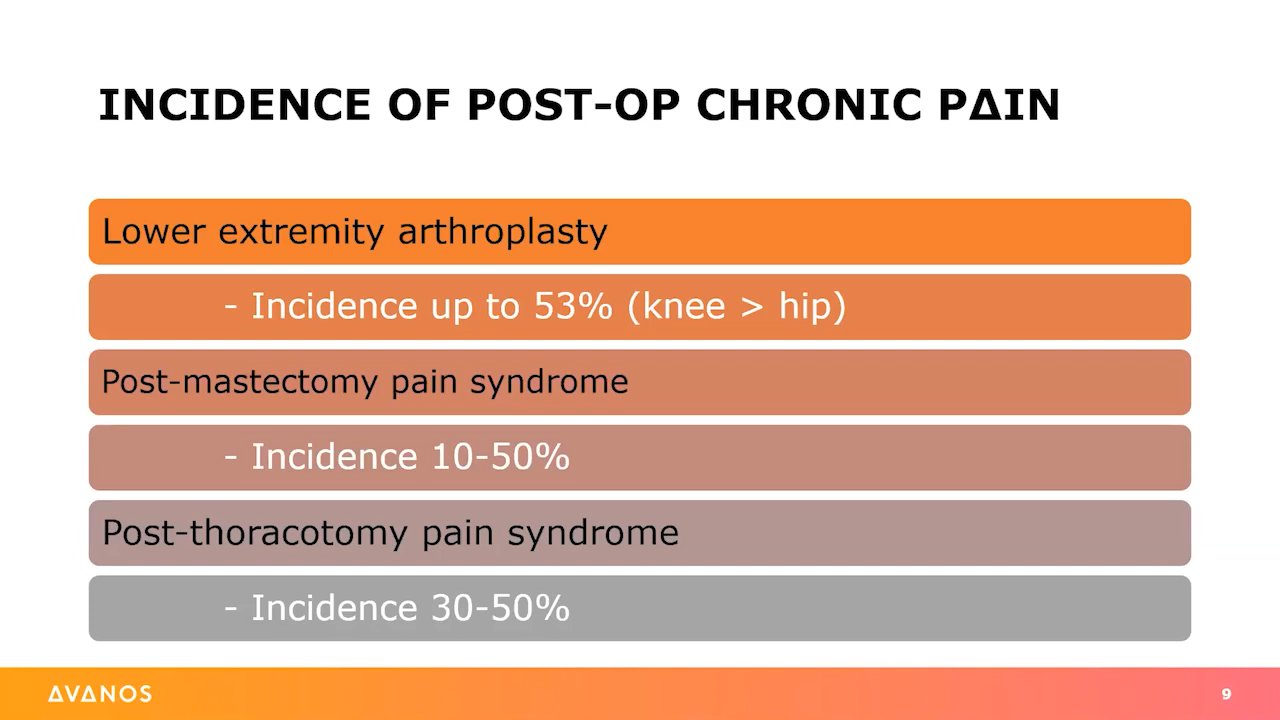 INCIDENCE OF POST-OP CHRONIC PΔIN
Lower extremity arthroplasty
- Incidence up to 53% (knee > hip)
Post-mastectomy pain syndrome
- Incidence 10-50%
Post-thoracotomy pain syndrome
- Incidence 30-50%
ΔVΔNOS
9